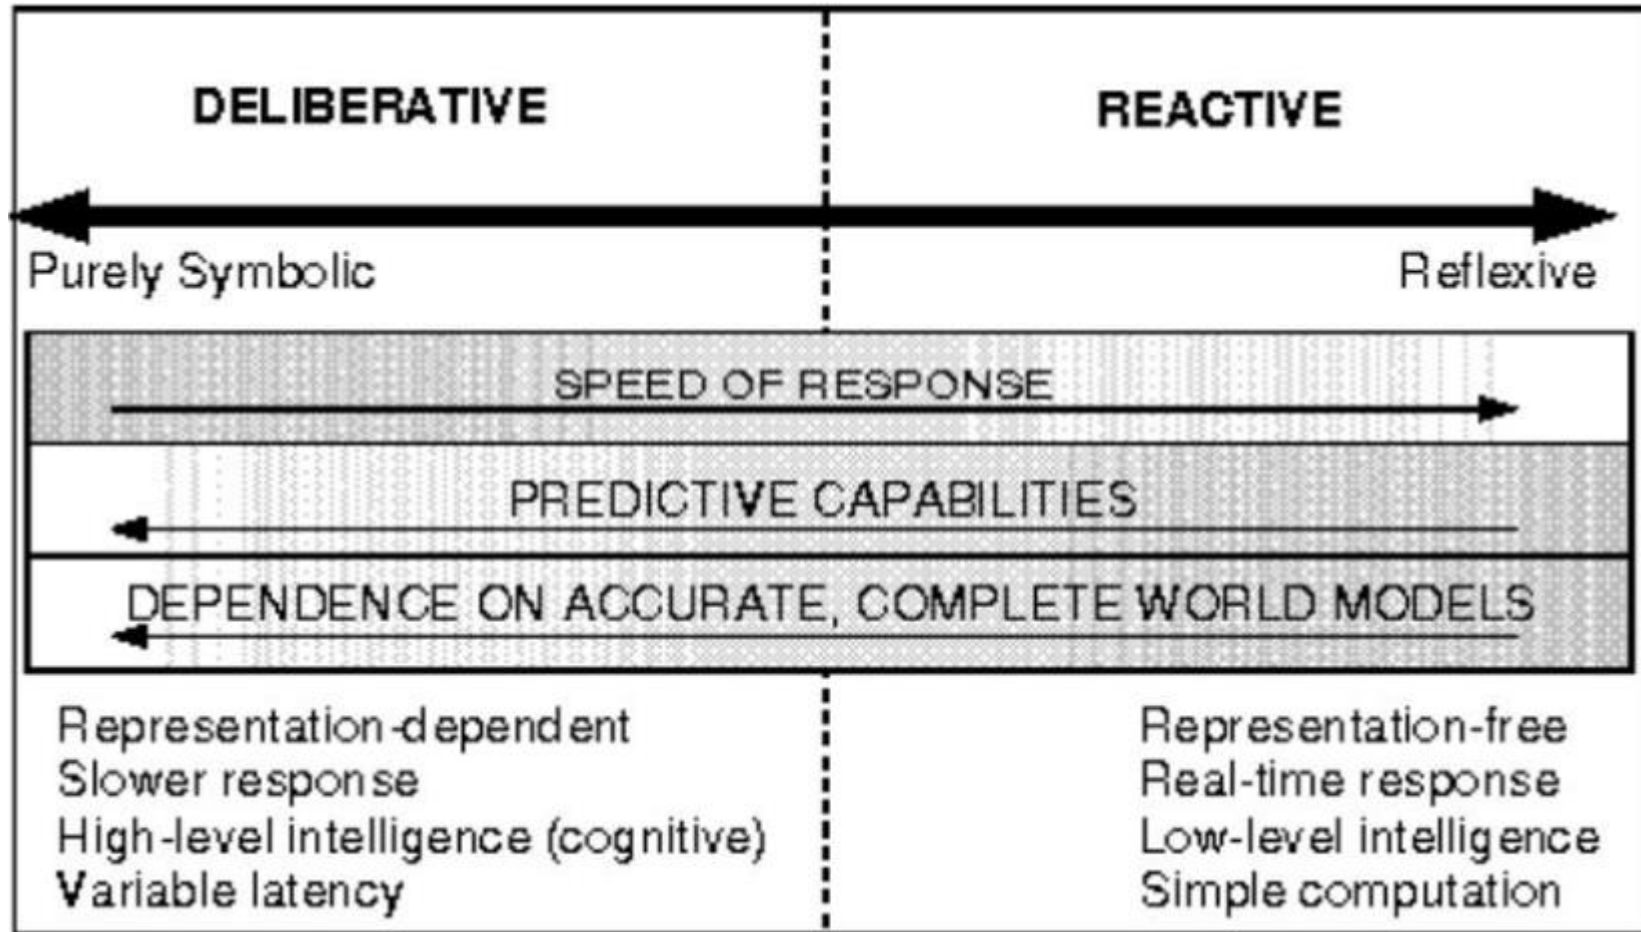 DELIBERATIVE
REACTIVE
Purely Symbolic
Reflexive
SPEED OF RESPONSE
PREDICTIVE CAPABILITIES
DEPENDENCE ON ACCURATE, COMPLETE WORLD MODELS
Representation-dependent
Slower response
High-level intelligence (cognitive)
Variable latency
Representation-free
Real-time response
Low-level intelligence
Simple computation